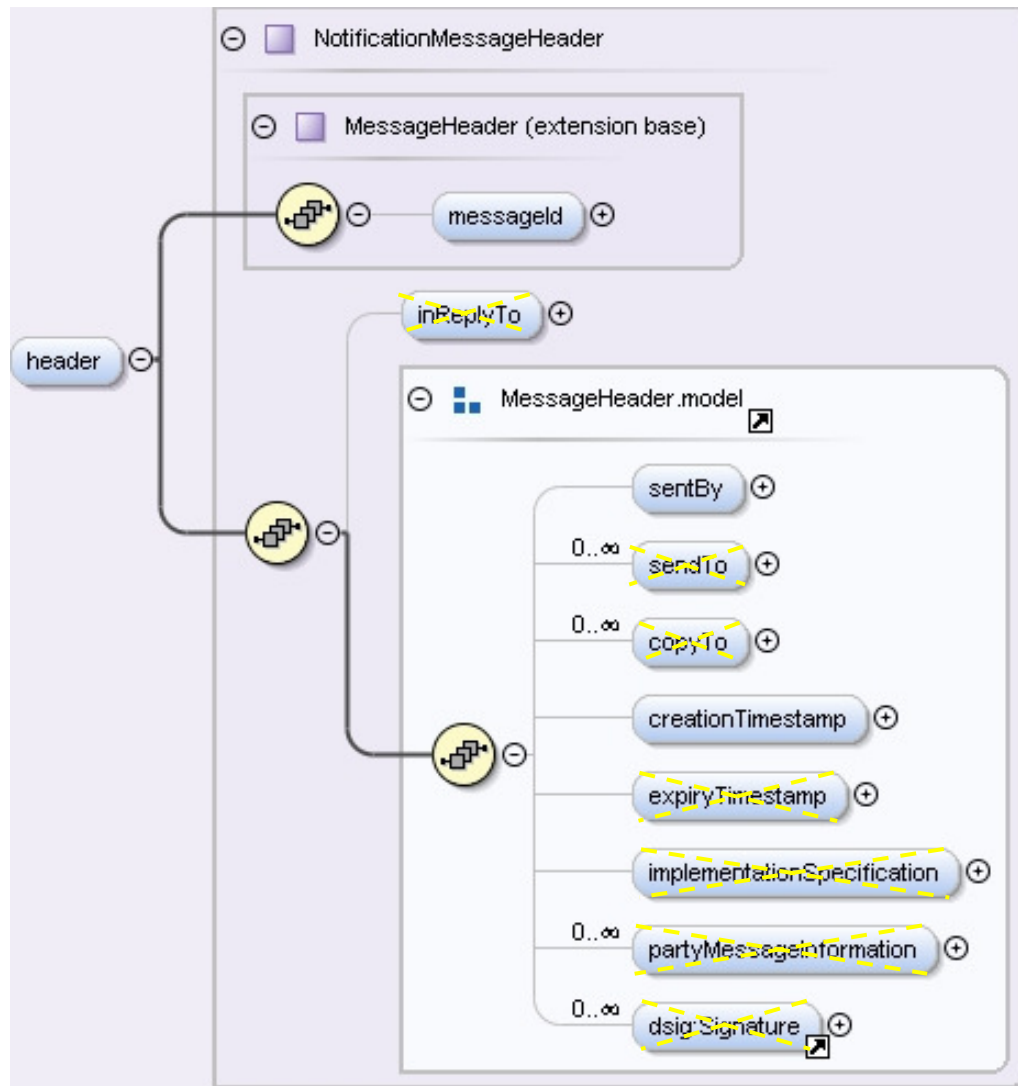 NotificationMessageHeader
MessageHeader (extension base)
messageId
inReplyTo
header
MessageHeader.model
sentBy
0..∞
sendTo
0..∞
copyTo
creationTimestamp
expiryTimestamp
implementationSpecification
0..∞
partyMessageInformation
0..∞
dsig:Signature